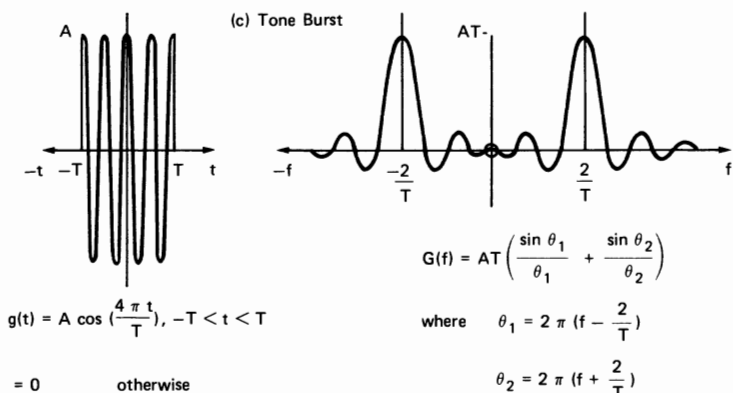 (c) Tone Burst
A
−t −T T t
AT-
−f −2/T 2/T f
g(t) = A cos (4 π t/T), −T < t < T
= 0 otherwise
G(f) = AT (sin θ1/θ1 + sin θ2/θ2)
where θ1 = 2 π (f − 2/T)
θ2 = 2 π (f + 2/T)